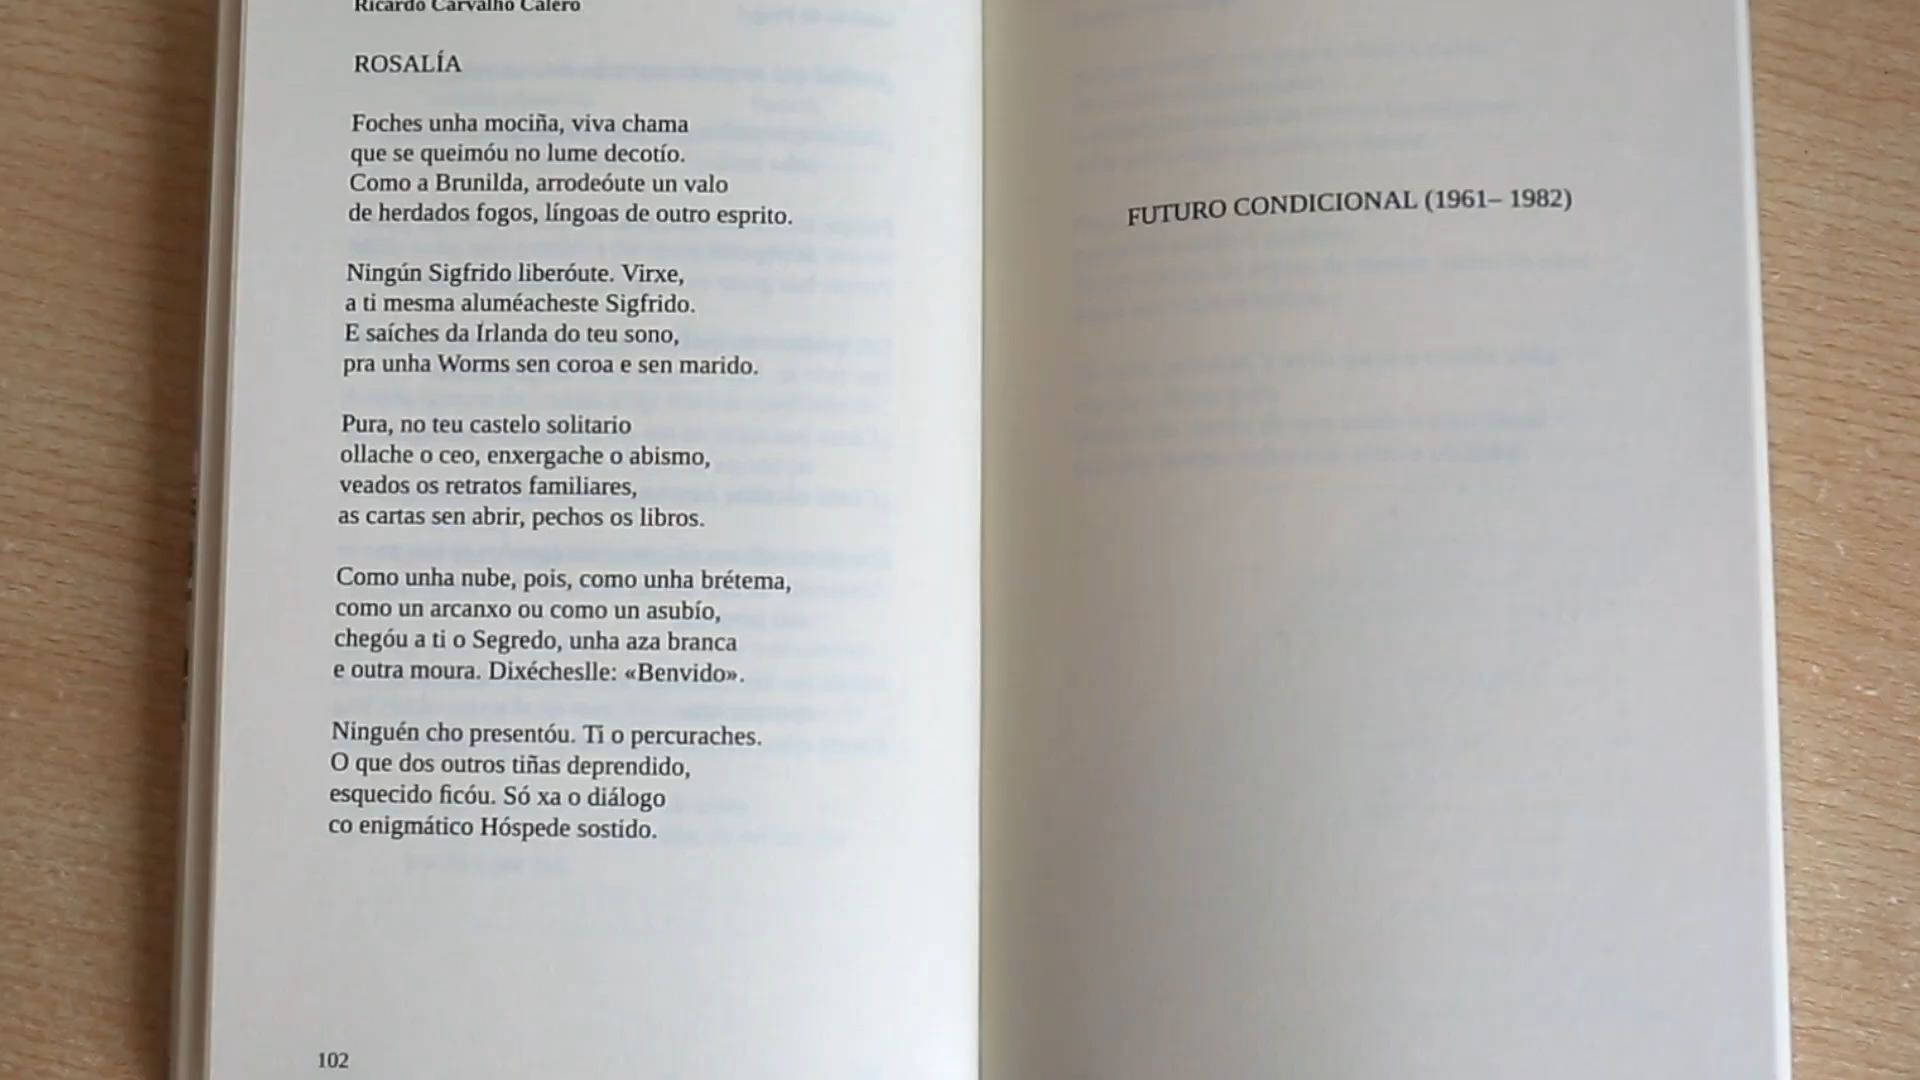 Ricardo Carvalho Calero
ROSALÍA
Foches unha mociña, viva chama
que se queimóu no lume decotío.
Como a Brunilda, arrodeóute un valo
de herdados fogos, língoas de outro esprito.
Ningún Sigfrido liberóute. Virxe,
a ti mesma aluméacheste Sigfrido.
E saíches da Irlanda do teu sono,
pra unha Worms sen coroa e sen marido.
Pura, no teu castelo solitario
ollache o ceo, enxergache o abismo,
veados os retratos familiares,
as cartas sen abrir, pechos os libros.
Como unha nube, pois, como unha brétema,
como un arcanxo ou como un asubío,
chegóu a ti o Segredo, unha aza branca
e outra moura. Dixécheslle: «Benvido».
Ninguén cho presentóu. Ti o percuraches.
O que dos outros tiñas deprendido,
esquecido ficóu. Só xa o diálogo
co enigmático Hóspede sostido.
102
FUTURO CONDICIONAL (1961– 1982)